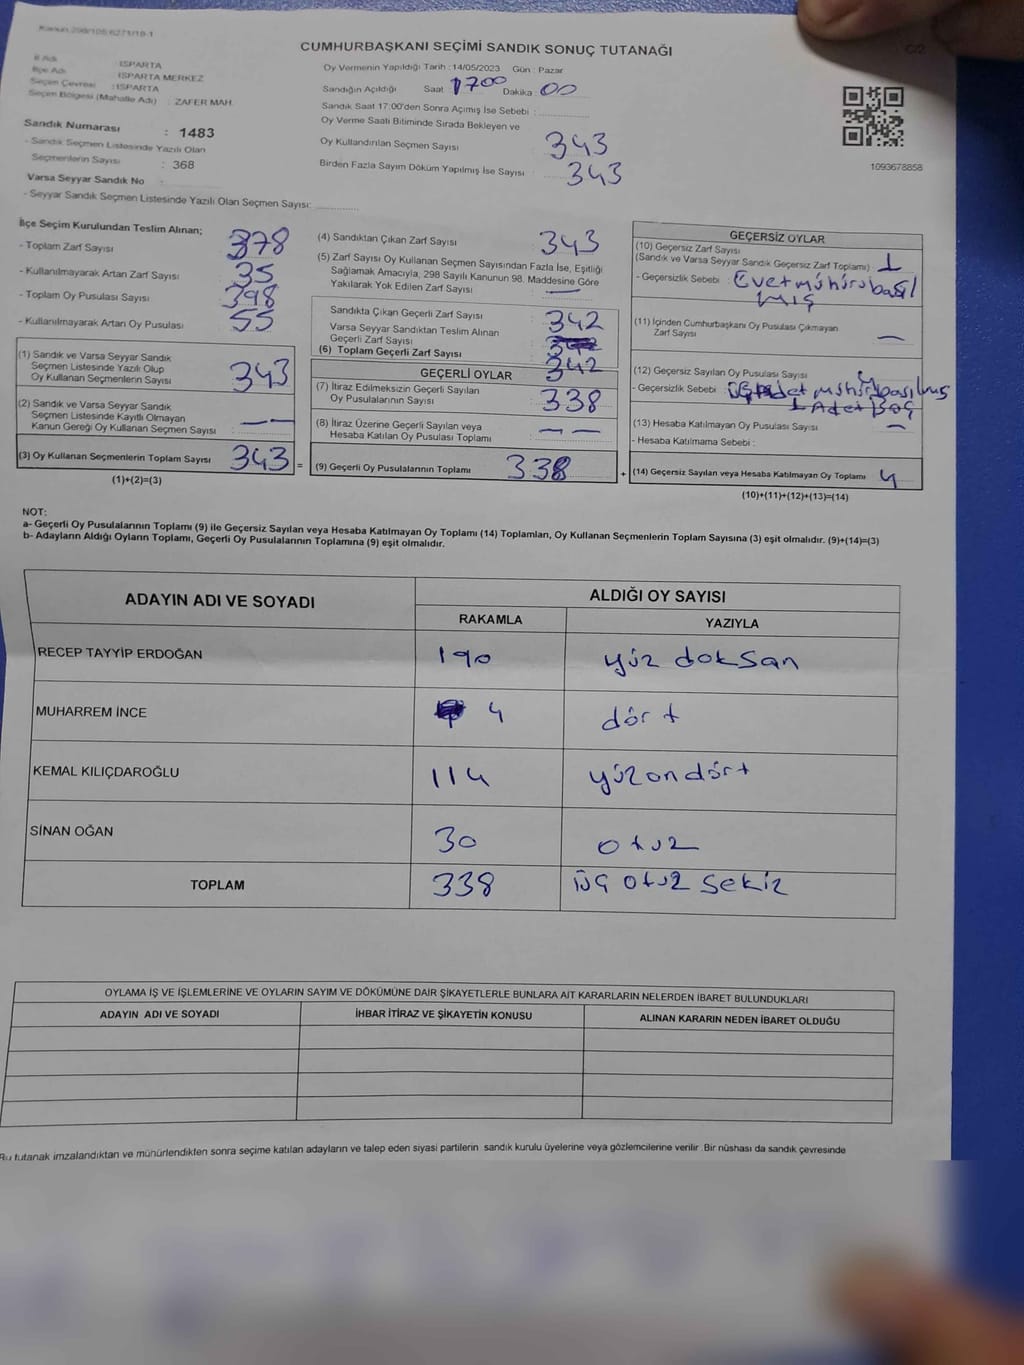 Kanun:298/105/6271/18-1
C/2
CUMHURBAŞKANI SEÇİMİ SANDIK SONUÇ TUTANAĞI
İl Adı : ISPARTA
İlçe Adı : ISPARTA MERKEZ
Seçim Çevresi : ISPARTA
Seçim Bölgesi (Mahalle Adı) : ZAFER MAH.
Sandık Numarası : 1483
- Sandık Seçmen Listesinde Yazılı Olan
Seçmenlerin Sayısı : 368
Varsa Seyyar Sandık No :
- Seyyar Sandık Seçmen Listesinde Yazılı Olan Seçmen Sayısı:
Oy Vermenin Yapıldığı Tarih : 14/05/2023 Gün : Pazar
Sandığın Açıldığı Saat 1700 Dakika : 00
Sandık Saat 17:00'den Sonra Açımış İse Sebebi :
Oy Verme Saati Bitiminde Sırada Bekleyen ve
Oy Kullandırılan Seçmen Sayısı : 343
Birden Fazla Sayım Döküm Yapılmış İse Sayısı : 343
1093678858
İlçe Seçim Kurulundan Teslim Alınan;
- Toplam Zarf Sayısı 378
- Kullanılmayarak Artan Zarf Sayısı 35
- Toplam Oy Pusulası Sayısı 398
- Kullanılmayarak Artan Oy Pusulası 55
(1) Sandık ve Varsa Seyyar Sandık
Seçmen Listesinde Yazılı Olup
Oy Kullanan Seçmenlerin Sayısı 343
(2) Sandık ve Varsa Seyyar Sandık
Seçmen Listesinde Kayıtlı Olmayan
Kanun Gereği Oy Kullanan Seçmen Sayısı — —
(3) Oy Kullanan Seçmenlerin Toplam Sayısı 343 =
(1)+(2)=(3)
(4) Sandıktan Çıkan Zarf Sayısı 343
(5) Zarf Sayısı Oy Kullanan Seçmen Sayısından Fazla İse, Eşitliği
Sağlamak Amacıyla, 298 Sayılı Kanunun 98. Maddesine Göre
Yakılarak Yok Edilen Zarf Sayısı —
Sandıkta Çıkan Geçerli Zarf Sayısı 342
Varsa Seyyar Sandıktan Teslim Alınan
Geçerli Zarf Sayısı
(6) Toplam Geçerli Zarf Sayısı 342
GEÇERLİ OYLAR
(7) İtiraz Edilmeksizin Geçerli Sayılan
Oy Pusulalarının Sayısı 338
(8) İtiraz Üzerine Geçerli Sayılan veya
Hesaba Katılan Oy Pusulası Toplamı — —
(9) Geçerli Oy Pusulalarının Toplamı 338 +
GEÇERSİZ OYLAR
(10) Geçersiz Zarf Sayısı
(Sandık ve Varsa Seyyar Sandık Geçersiz Zarf Toplamı) : 1
- Geçersizlik Sebebi : Evet mühürü basıl
mış
(11) İçinden Cumhurbaşkanı Oy Pusulası Çıkmayan
Zarf Sayısı —
(12) Geçersiz Sayılan Oy Pusulası Sayısı 4
- Geçersizlik Sebebi : Adet mühür basılmış
1 Adet Boş
(13) Hesaba Katılmayan Oy Pusulası Sayısı —
- Hesaba Katılmama Sebebi :
(14) Geçersiz Sayılan veya Hesaba Katılmayan Oy Toplamı 4
(10)+(11)+(12)+(13)=(14)
NOT:
a- Geçerli Oy Pusulalarının Toplamı (9) ile Geçersiz Sayılan veya Hesaba Katılmayan Oy Toplamı (14) Toplamları, Oy Kullanan Seçmenlerin Toplam Sayısına (3) eşit olmalıdır. (9)+(14)=(3)
b- Adayların Aldığı Oyların Toplamı, Geçerli Oy Pusulalarının Toplamına (9) eşit olmalıdır.
ADAYIN ADI VE SOYADI
ALDIĞI OY SAYISI
RAKAMLA YAZIYLA
RECEP TAYYİP ERDOĞAN 190 yüz doksan
MUHARREM İNCE 4 dört
KEMAL KILIÇDAROĞLU 114 yüzondört
SİNAN OĞAN 30 otuz
TOPLAM 338 üç otuz sekiz
OYLAMA İŞ VE İŞLEMLERİNE VE OYLARIN SAYIM VE DÖKÜMÜNE DAİR ŞİKAYETLERLE BUNLARA AİT KARARLARIN NELERDEN İBARET BULUNDUKLARI
ADAYIN ADI VE SOYADI İHBAR İTİRAZ VE ŞİKAYETİN KONUSU ALINAN KARARIN NEDEN İBARET OLDUĞU
Bu tutanak imzalandıktan ve mühürlendikten sonra seçime katılan adayların ve talep eden siyasi partilerin sandık kurulu üyelerine veya gözlemcilerine verilir. Bir nüshası da sandık çevresinde